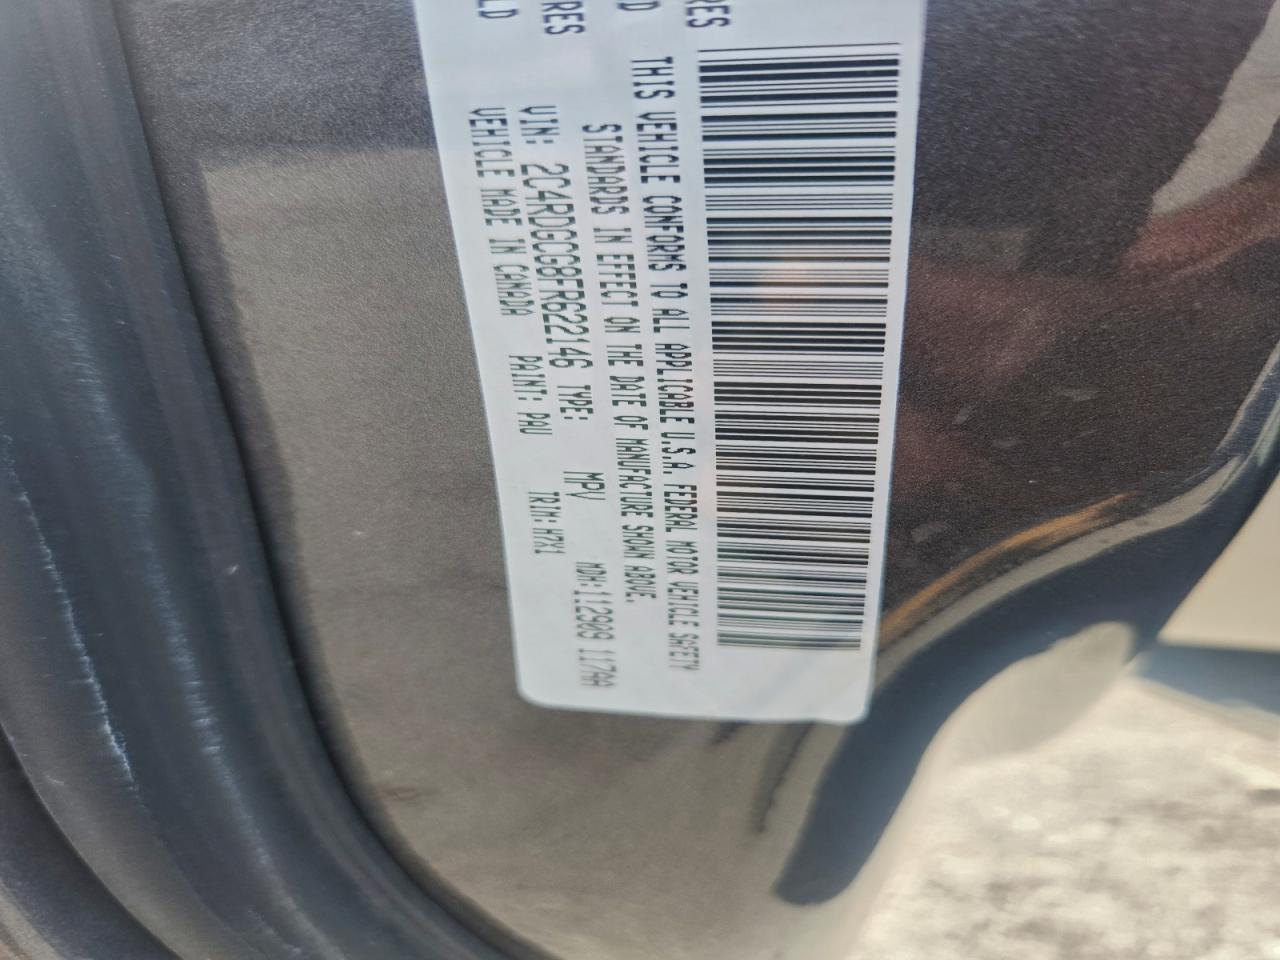 RES
D
RES
LD
THIS VEHICLE CONFORMS TO ALL APPLICABLE U.S.A. FEDERAL MOTOR VEHICLE SAFETY
STANDARDS IN EFFECT ON THE DATE OF MANUFACTURE SHOWN ABOVE.
VIN: 2C4RDGCG8FR622146 TYPE: MPV MDH:112909 117AA
VEHICLE MADE IN CANADA PAINT: PAU TRIM: H7X1